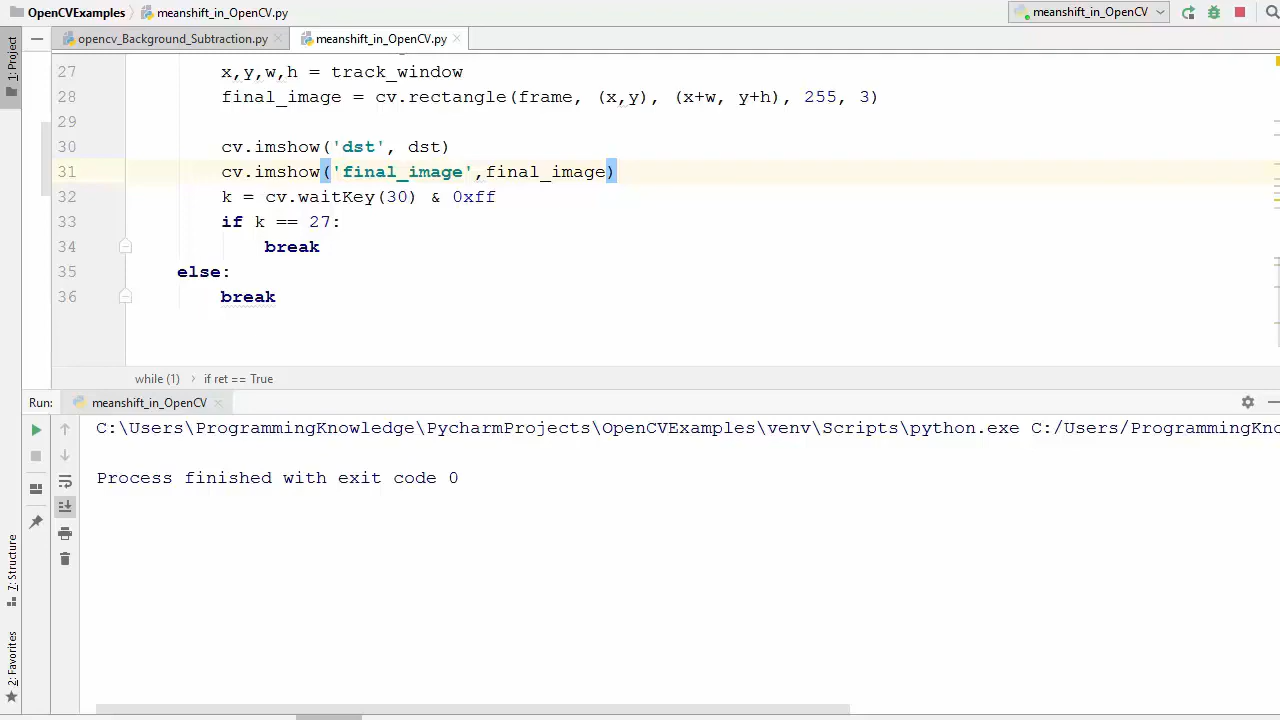 OpenCVExamples meanshift_in_OpenCV.py meanshift_in_OpenCV
1: Project
opencv_Background_Subtraction.py meanshift_in_OpenCV.py
27 x,y,w,h = track_window
28 final_image = cv.rectangle(frame, (x,y), (x+w, y+h), 255, 3)
29
30 cv.imshow('dst', dst)
31 cv.imshow('final_image',final_image)
32 k = cv.waitKey(30) & 0xff
33 if k == 27:
34 break
35 else:
36 break
while (1) › if ret == True
Run: meanshift_in_OpenCV
C:\Users\ProgrammingKnowledge\PycharmProjects\OpenCVExamples\venv\Scripts\python.exe C:/Users/ProgrammingKno
Process finished with exit code 0
7: Structure
2: Favorites